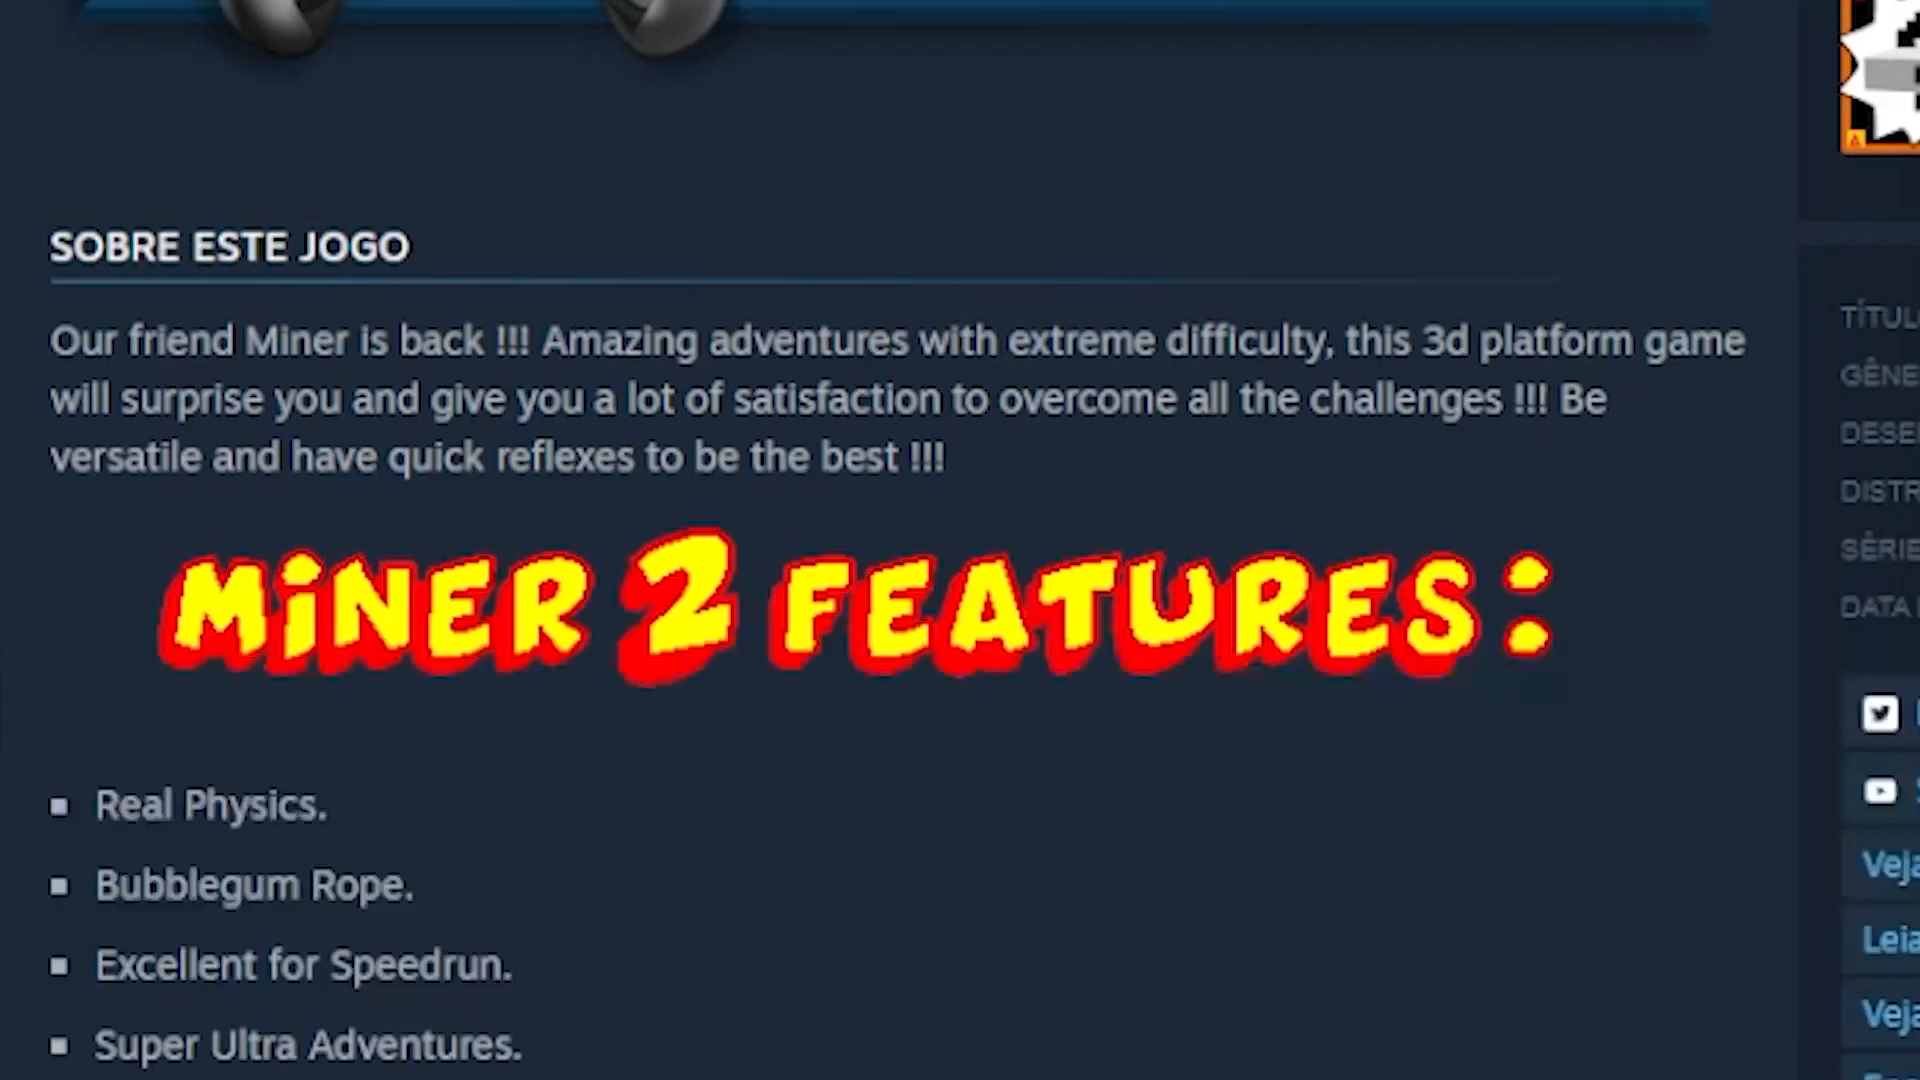 SOBRE ESTE JOGO
Our friend Miner is back !!! Amazing adventures with extreme difficulty, this 3d platform game
will surprise you and give you a lot of satisfaction to overcome all the challenges !!! Be
versatile and have quick reflexes to be the best !!!
MiNER 2 FEATURES:
Real Physics.
Bubblegum Rope.
Excellent for Speedrun.
Super Ultra Adventures.
DATA